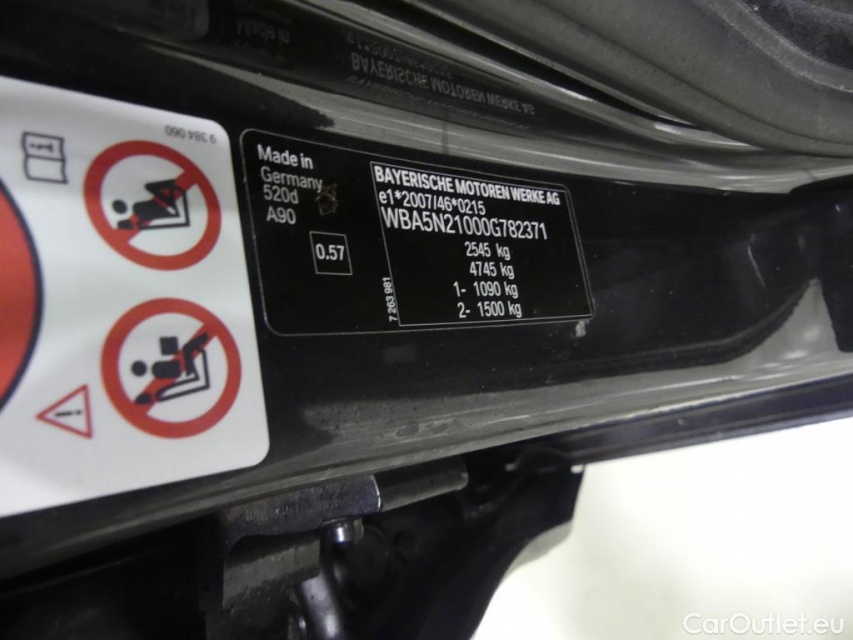 9 384 060
Made in
Germany
520d
A90
0.57
BAYERISCHE MOTOREN WERKE AG
e1*2007/46*0215
WBA5N21000G782371
2545 kg
4745 kg
1- 1090 kg
2- 1500 kg
7 263 981
BAYERISCHE MOTOREN WERKE AG
CarOutlet.eu